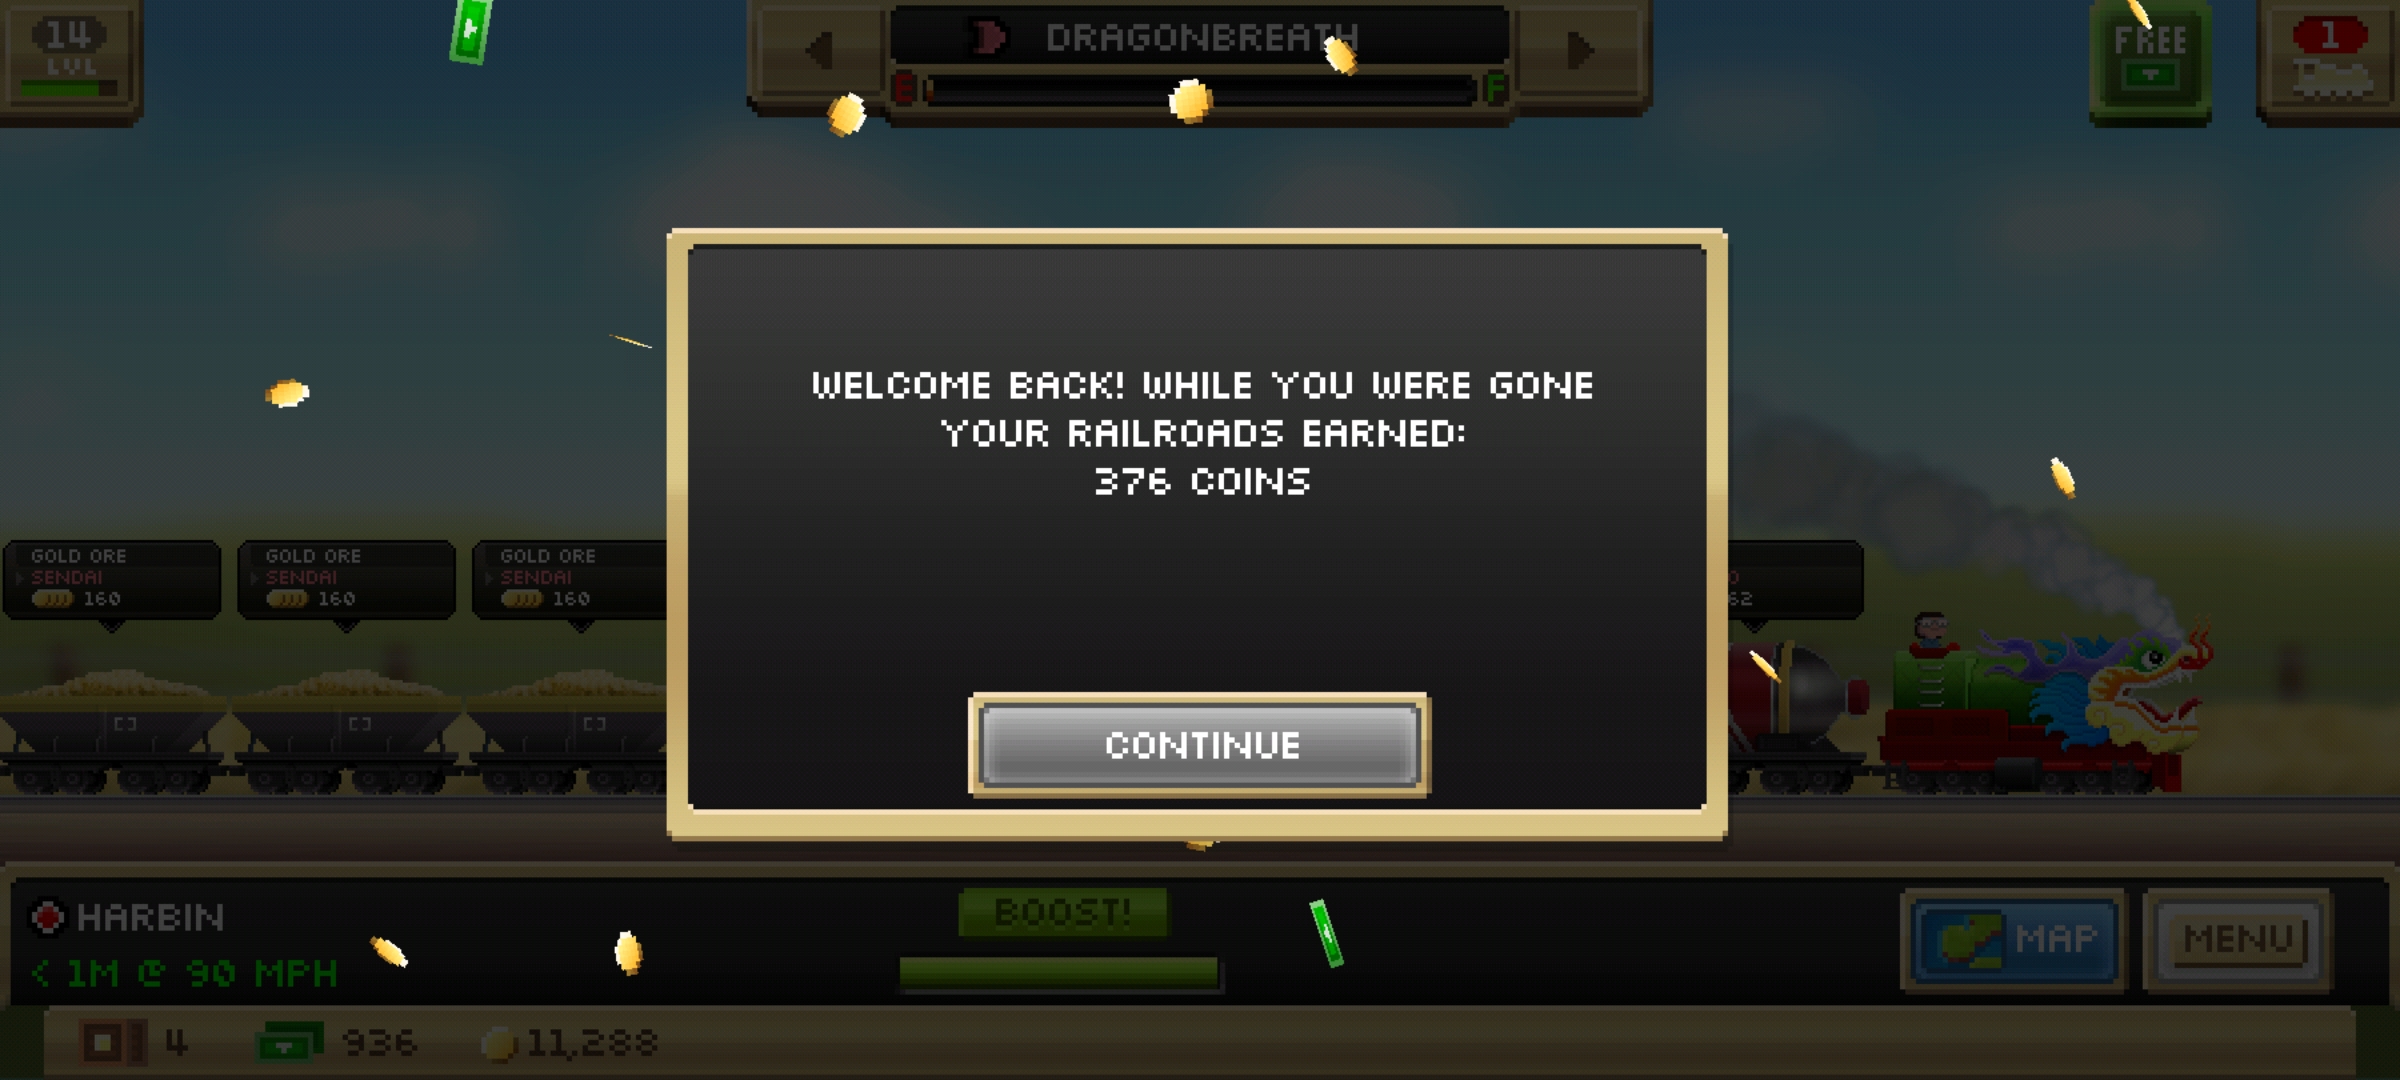 14
LVL
DRAGONBREATH
E
F
FREE
1
WELCOME BACK! WHILE YOU WERE GONE
YOUR RAILROADS EARNED:
376 COINS
CONTINUE
GOLD ORE
SENDAI
160
GOLD ORE
SENDAI
160
GOLD ORE
SENDAI
160
HARBIN
< 1M @ 90 MPH
BOOST!
MAP
MENU
4
936
11,288